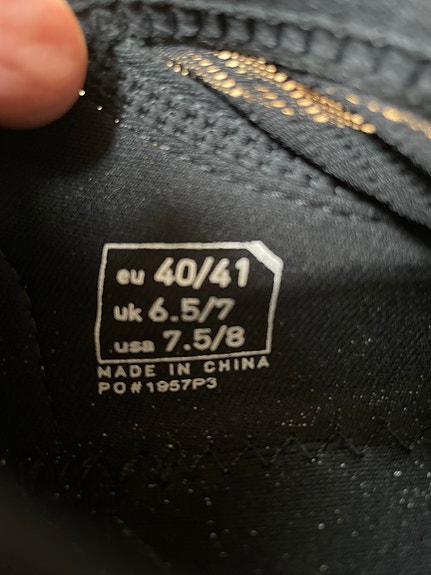 eu 40/41
uk 6.5/7
usa 7.5/8
MADE IN CHINA
PO#1957P3